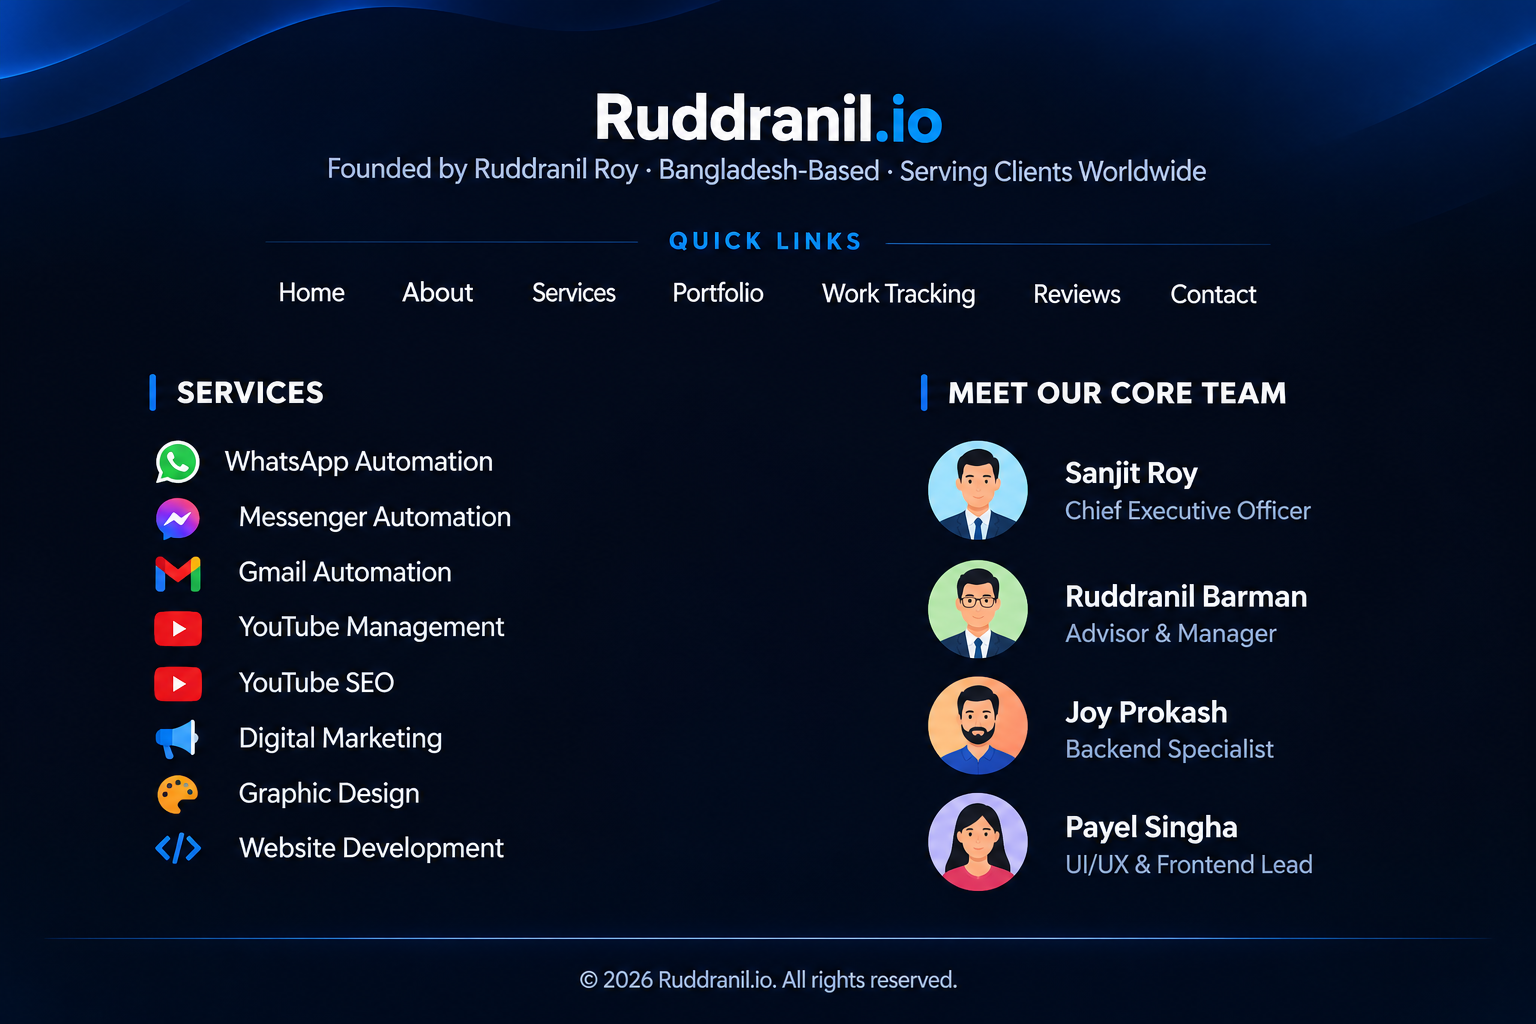 Ruddranil.io
Founded by Ruddranil Roy · Bangladesh-Based · Serving Clients Worldwide
QUICK LINKS
Home About Services Portfolio Work Tracking Reviews Contact
SERVICES
WhatsApp Automation
Messenger Automation
Gmail Automation
YouTube Management
YouTube SEO
Digital Marketing
Graphic Design
Website Development
MEET OUR CORE TEAM
Sanjit Roy
Chief Executive Officer
Ruddranil Barman
Advisor & Manager
Joy Prokash
Backend Specialist
Payel Singha
UI/UX & Frontend Lead
© 2026 Ruddranil.io. All rights reserved.